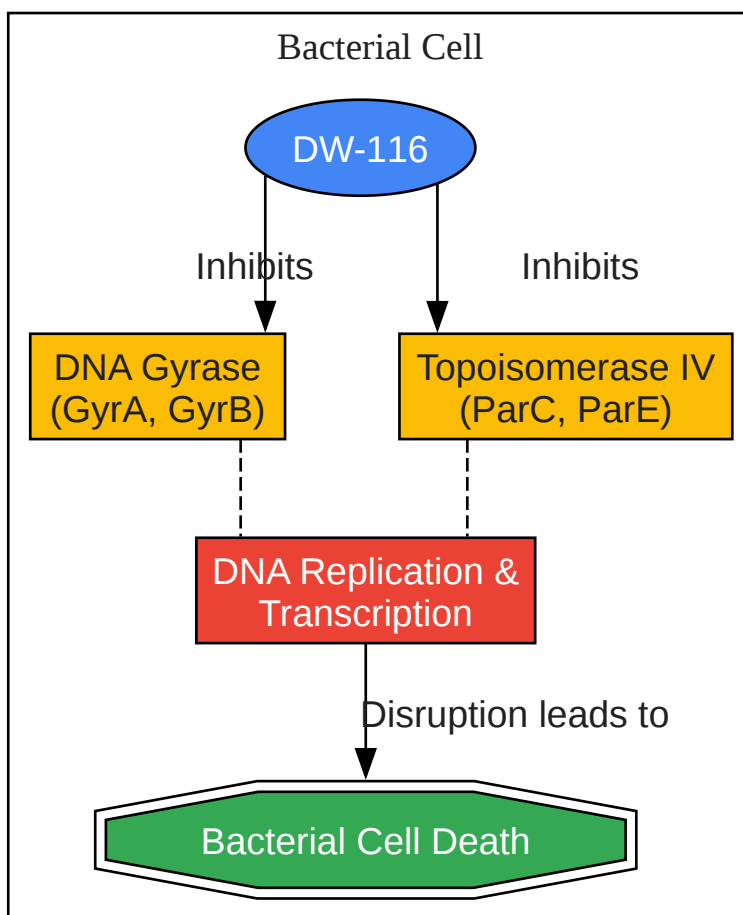 Bacterial Cell
DW-116
Inhibits
Inhibits
DNA Gyrase
(GyrA, GyrB)
Topoisomerase IV
(ParC, ParE)
DNA Replication &
Transcription
Disruption leads to
Bacterial Cell Death